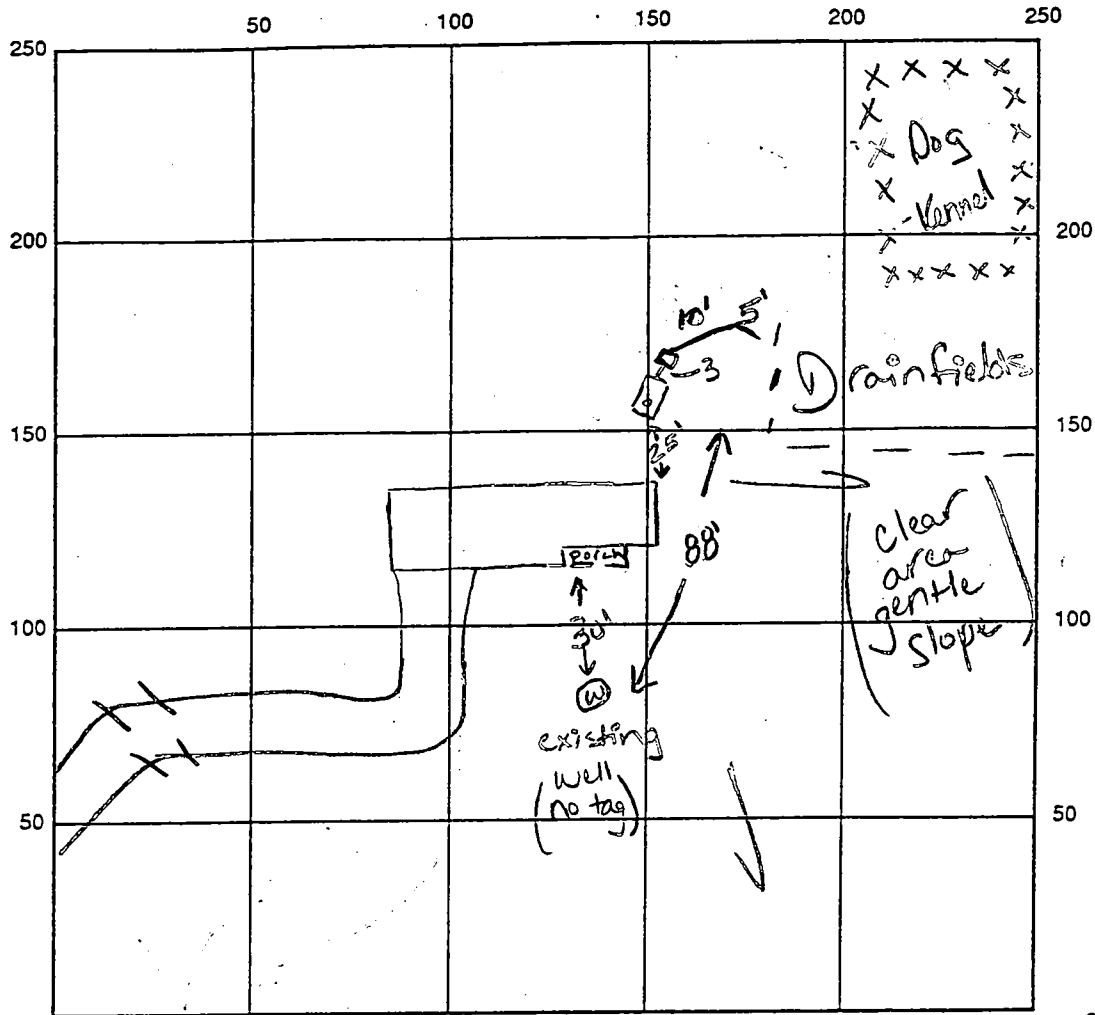 50 100 150 200 250
250
Dog
Kennel
200 200
10' 5'
3
Drainfields
150 150
25'
Porch
88'
clear
area
gentle
slope
100 100
30'
W
existing
(well
no tag)
50 50